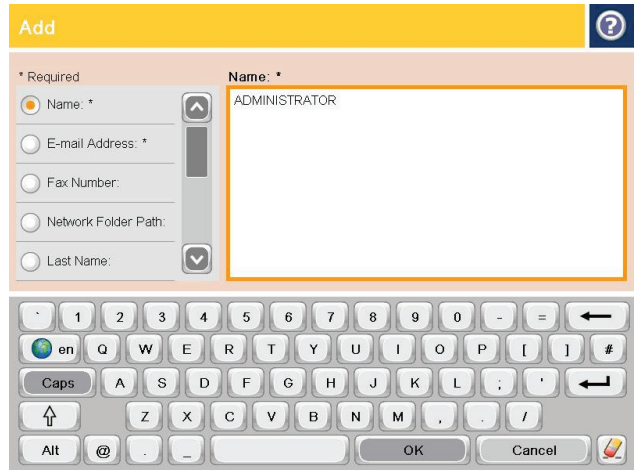 Add
?
* Required
Name: *
Name: *
ADMINISTRATOR
E-mail Address: *
Fax Number:
Network Folder Path:
Last Name:
` 1 2 3 4 5 6 7 8 9 0 - =
en Q W E R T Y U I O P [ ] #
Caps A S D F G H J K L ; '
Z X C V B N M , . /
Alt @ . _ OK Cancel